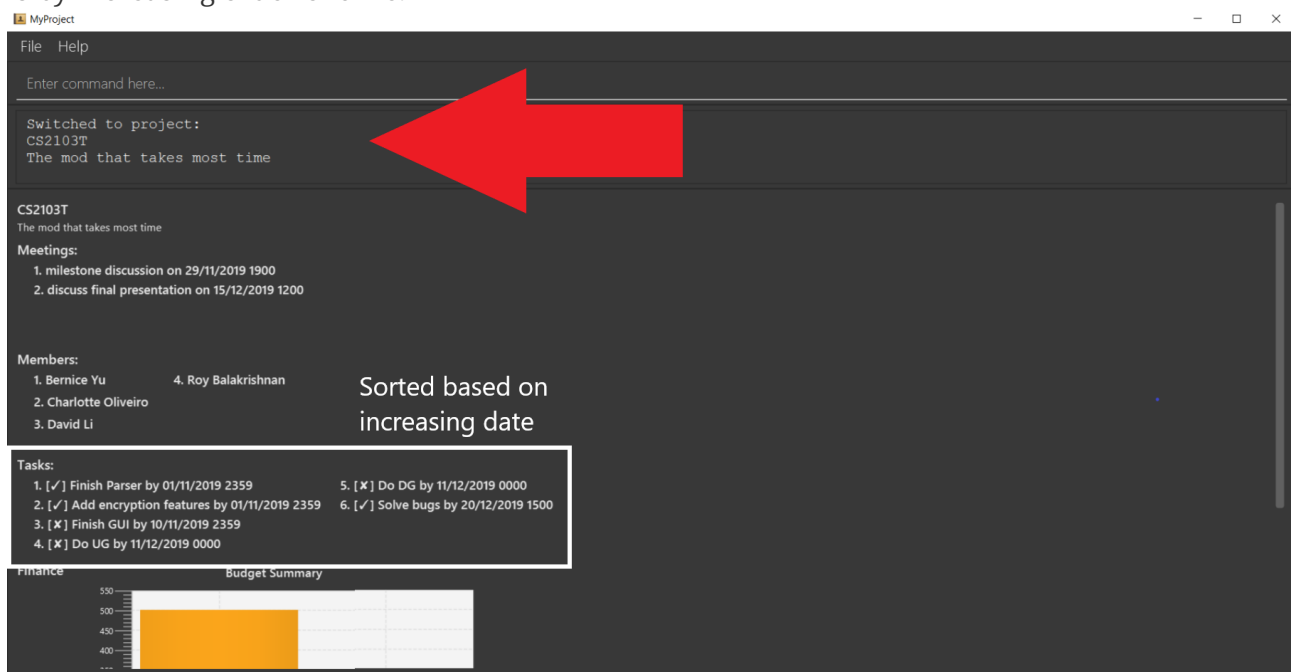 MyProject
File Help
Enter command here...
Switched to project:
CS2103T
The mod that takes most time
CS2103T
The mod that takes most time
Meetings:
1. milestone discussion on 29/11/2019 1900
2. discuss final presentation on 15/12/2019 1200
Members:
1. Bernice Yu 4. Roy Balakrishnan
2. Charlotte Oliveiro
3. David Li
Sorted based on
increasing date
Tasks:
1. [✓] Finish Parser by 01/11/2019 2359 5. [✘] Do DG by 11/12/2019 0000
2. [✓] Add encryption features by 01/11/2019 2359 6. [✓] Solve bugs by 20/12/2019 1500
3. [✘] Finish GUI by 10/11/2019 2359
4. [✘] Do UG by 11/12/2019 0000
Finance Budget Summary
550
500
450
400